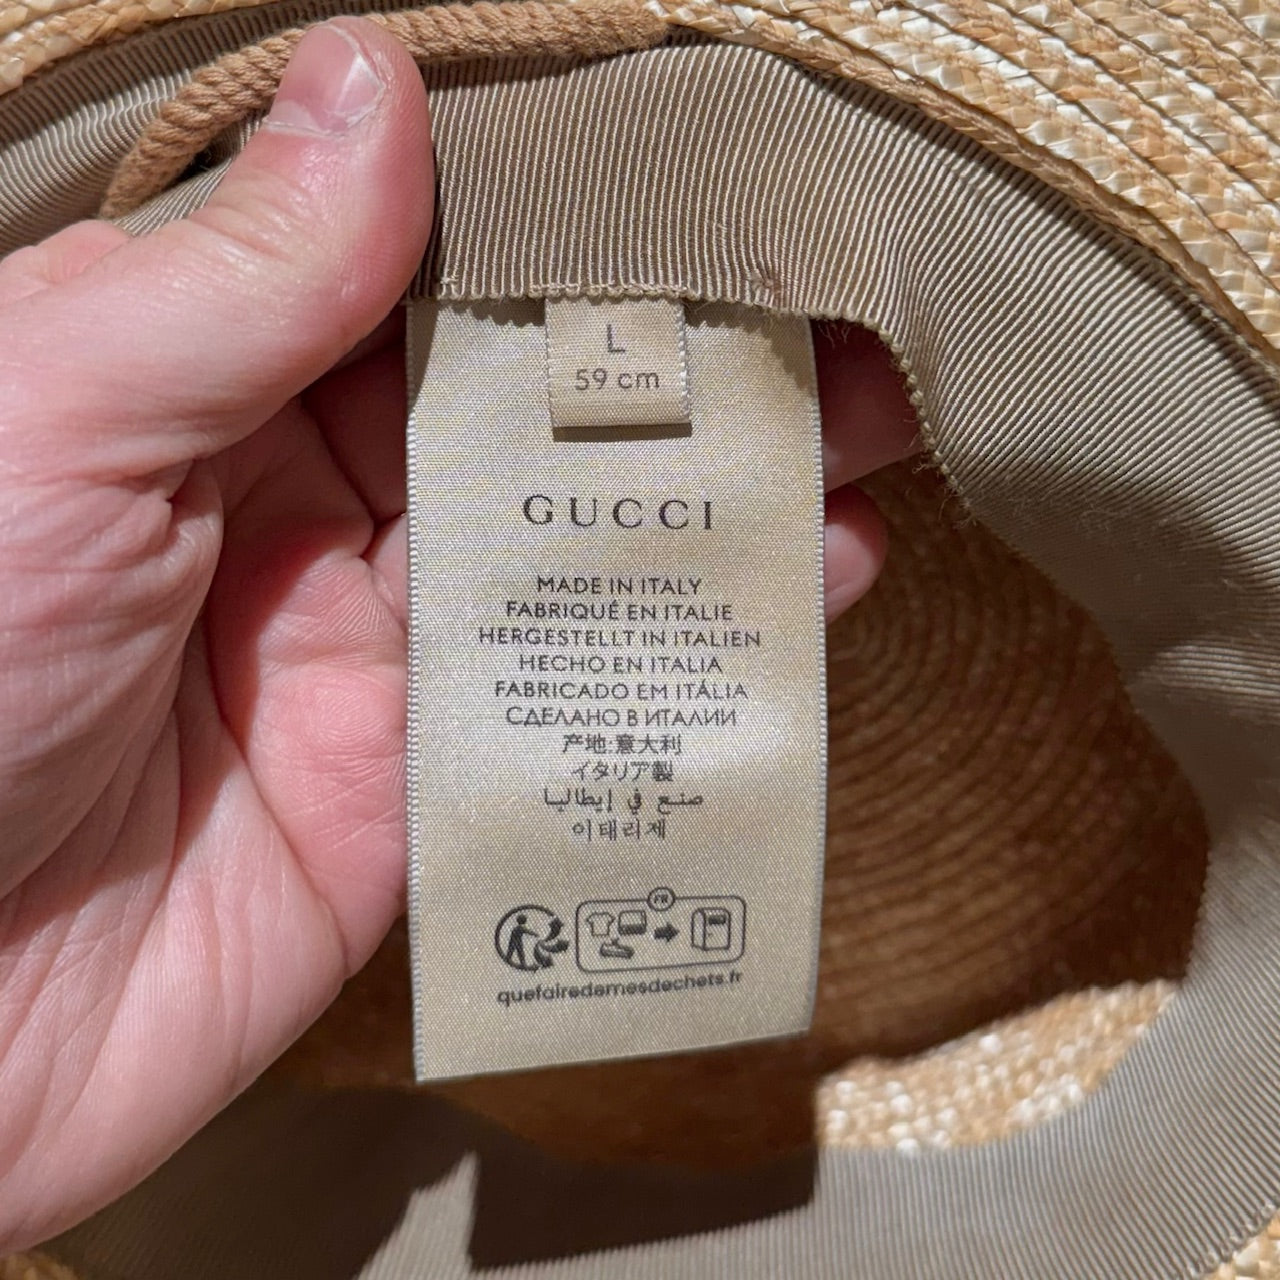 L
59 cm
GUCCI
MADE IN ITALY
FABRIQUÉ EN ITALIE
HERGESTELLT IN ITALIEN
HECHO EN ITALIA
FABRICADO EM ITÁLIA
СДЕЛАНО В ИТАЛИИ
产地:意大利
イタリア製
صنع في إيطاليا
이태리제
FR
quefairedemesdechets.fr